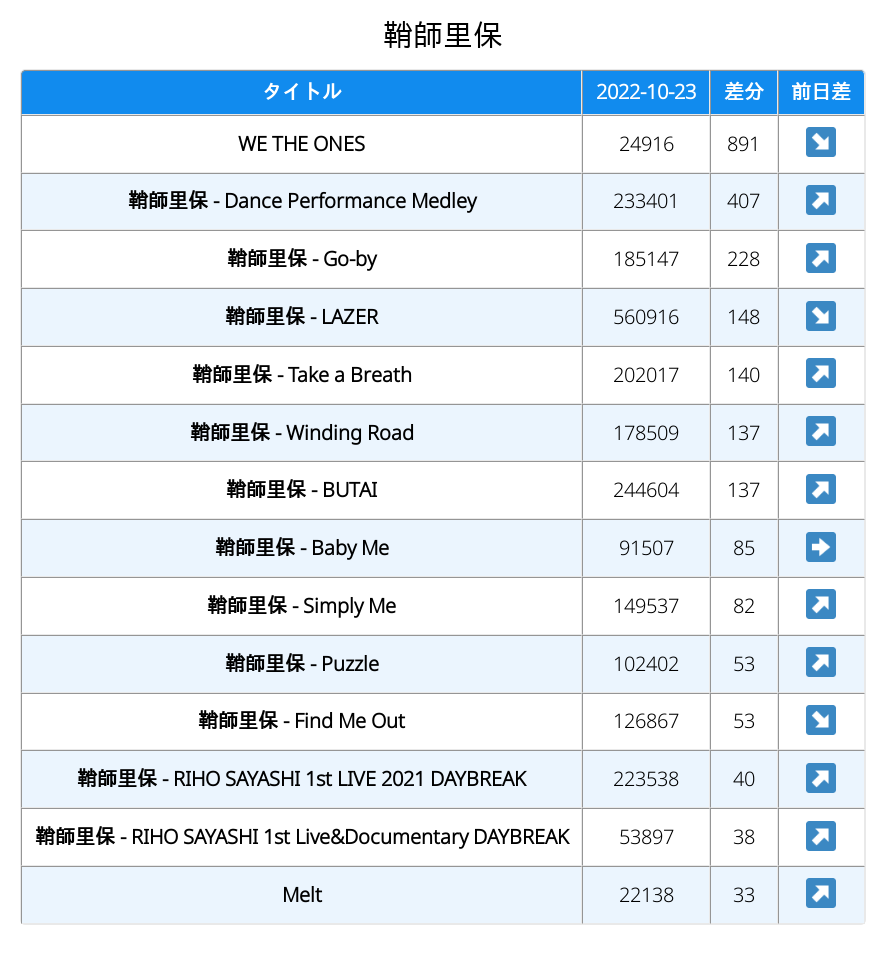 鞘師里保
タイトル 2022-10-23 差分 前日差
WE THE ONES 24916 891 ↘
鞘師里保 - Dance Performance Medley 233401 407 ↗
鞘師里保 - Go-by 185147 228 ↗
鞘師里保 - LAZER 560916 148 ↘
鞘師里保 - Take a Breath 202017 140 ↗
鞘師里保 - Winding Road 178509 137 ↗
鞘師里保 - BUTAI 244604 137 ↗
鞘師里保 - Baby Me 91507 85 ➡
鞘師里保 - Simply Me 149537 82 ↗
鞘師里保 - Puzzle 102402 53 ↗
鞘師里保 - Find Me Out 126867 53 ↘
鞘師里保 - RIHO SAYASHI 1st LIVE 2021 DAYBREAK 223538 40 ↗
鞘師里保 - RIHO SAYASHI 1st Live&Documentary DAYBREAK 53897 38 ↗
Melt 22138 33 ↗